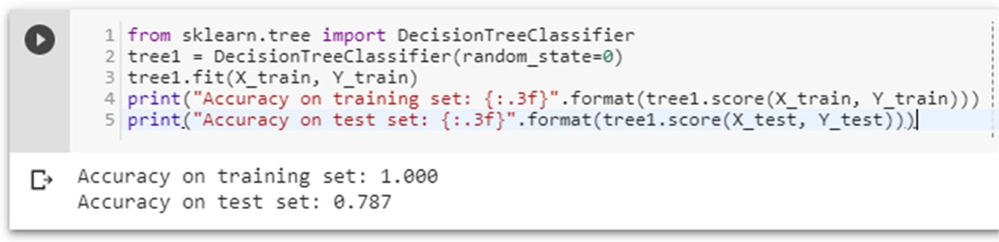 1 from sklearn.tree import DecisionTreeClassifier
2 tree1 = DecisionTreeClassifier(random_state=0)
3 tree1.fit(X_train, Y_train)
4 print("Accuracy on training set: {:.3f}".format(tree1.score(X_train, Y_train)))
5 print("Accuracy on test set: {:.3f}".format(tree1.score(X_test, Y_test)))
Accuracy on training set: 1.000
Accuracy on test set: 0.787